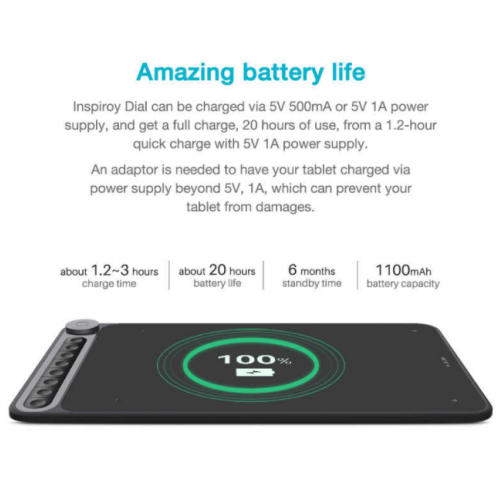 Amazing battery life
Inspiroy Dial can be charged via 5V 500mA or 5V 1A power
supply, and get a full charge, 20 hours of use, from a 1.2-hour
quick charge with 5V 1A power supply.
An adaptor is needed to have your tablet charged via
power supply beyond 5V, 1A, which can prevent your
tablet from damages.
about 1.2~3 hours
charge time
about 20 hours
battery life
6 months
standby time
1100mAh
battery capacity
100%